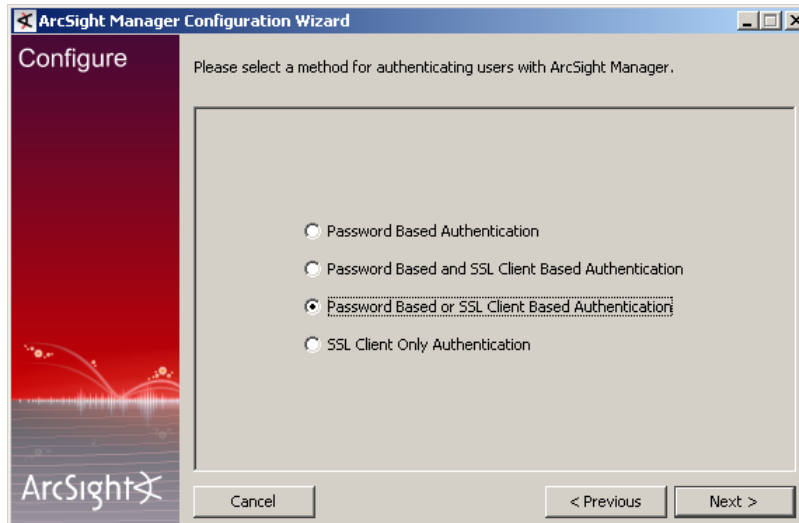 ArcSight Manager Configuration Wizard
Configure
Please select a method for authenticating users with ArcSight Manager.
Password Based Authentication
Password Based and SSL Client Based Authentication
Password Based or SSL Client Based Authentication
SSL Client Only Authentication
ArcSight
Cancel
< Previous
Next >